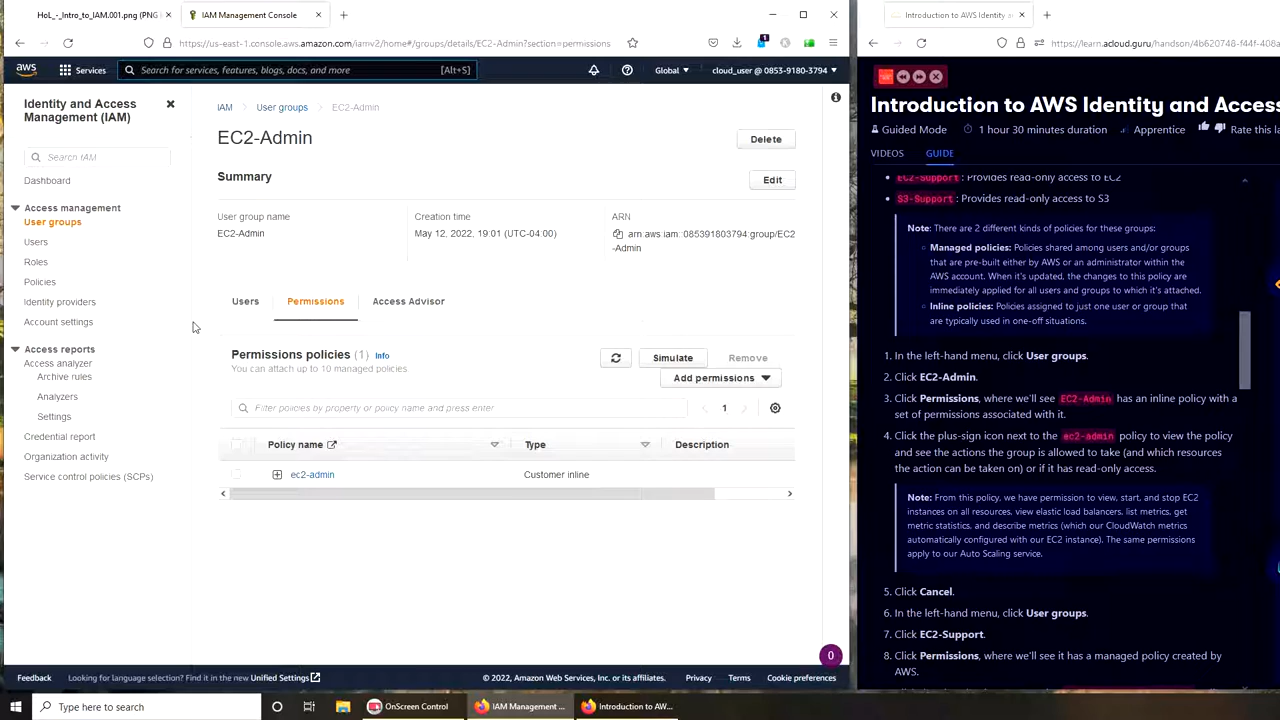 HoL_-_Intro_to_IAM.001.png (PNG
IAM Management Console
https://us-east-1.console.aws.amazon.com/iamv2/home#/groups/details/EC2-Admin?section=permissions
1
aws
Services
Search for services, features, blogs, docs, and more
[Alt+S]
Global
cloud_user @ 0853-9180-3794
Identity and Access
Management (IAM)
Search IAM
Dashboard
Access management
User groups
Users
Roles
Policies
Identity providers
Account settings
Access reports
Access analyzer
Archive rules
Analyzers
Settings
Credential report
Organization activity
Service control policies (SCPs)
IAM
User groups
EC2-Admin
EC2-Admin
Delete
Summary
Edit
User group name
EC2-Admin
Creation time
May 12, 2022, 19:01 (UTC-04:00)
ARN
arn:aws:iam::085391803794:group/EC2
-Admin
Users
Permissions
Access Advisor
Permissions policies (1)
Info
You can attach up to 10 managed policies.
Simulate
Remove
Add permissions
Filter policies by property or policy name and press enter
1
Policy name
Type
Description
ec2-admin
Customer inline
0
Feedback
Looking for language selection? Find it in the new Unified Settings
© 2022, Amazon Web Services, Inc. or its affiliates.
Privacy
Terms
Cookie preferences
Introduction to AWS Identity a
https://learn.acloud.guru/handson/4b620748-f44f-408a
Introduction to AWS Identity and Access
Guided Mode
1 hour 30 minutes duration
Apprentice
Rate this la
VIDEOS
GUIDE
EC2-Support: Provides read-only access to EC2
S3-Support: Provides read-only access to S3
Note: There are 2 different kinds of policies for these groups:
Managed policies: Policies shared among users and/or groups
that are pre-built either by AWS or an administrator within the
AWS account. When it's updated, the changes to this policy are
immediately applied for all users and groups to which it's attached.
Inline policies: Policies assigned to just one user or group that
are typically used in one-off situations.
1. In the left-hand menu, click User groups.
2. Click EC2-Admin.
3. Click Permissions, where we'll see EC2-Admin has an inline policy with a
set of permissions associated with it.
4. Click the plus-sign icon next to the ec2-admin policy to view the policy
and see the actions the group is allowed to take (and which resources
the action can be taken on) or if it has read-only access.
Note: From this policy, we have permission to view, start, and stop EC2
instances on all resources, view elastic load balancers, list metrics, get
metric statistics, and describe metrics (which our CloudWatch metrics
automatically configured with our EC2 instance). The same permissions
apply to our Auto Scaling service.
5. Click Cancel.
6. In the left-hand menu, click User groups.
7. Click EC2-Support.
8. Click Permissions, where we'll see it has a managed policy created by
AWS.
Type here to search
OnScreen Control
IAM Management ...
Introduction to AW...